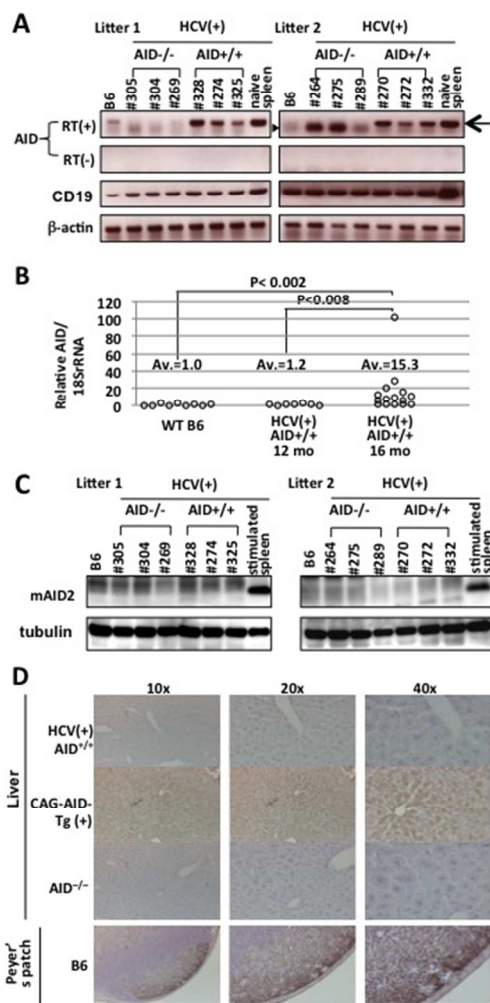 A
Litter 1
HCV(+)
Litter 2
HCV(+)
AID-/-
AID+/+
AID-/-
AID+/+
B6
#305
#304
#269
#328
#274
#325
naive
spleen
B6
#264
#275
#289
#270
#272
#332
naive
spleen
AID
RT(+)
RT(-)
CD19
β-actin
B
P< 0.002
P<0.008
Relative AID/
18SrRNA
120
100
80
60
40
20
0
Av.=1.0
Av.=1.2
Av.=15.3
WT B6
HCV(+)
AID+/+
12 mo
HCV(+)
AID+/+
16 mo
C
Litter 1
HCV(+)
Litter 2
HCV(+)
AID-/-
AID+/+
AID-/-
AID+/+
B6
#305
#304
#269
#328
#274
#325
stimulated
spleen
B6
#264
#275
#289
#270
#272
#332
stimulated
spleen
mAID2
tubulin
D
10x
20x
40x
Liver
HCV(+)
AID+/+
CAG-AID-
Tg (+)
AID−/−
Peyer'
s patch
B6